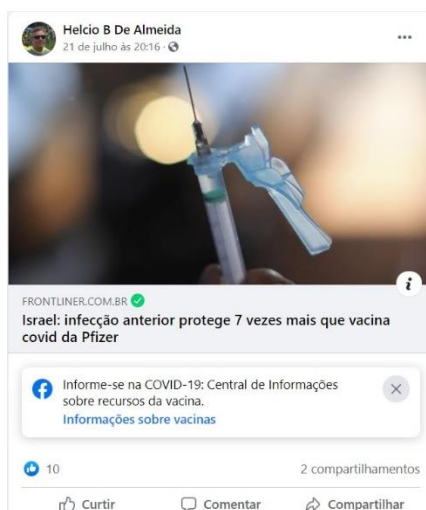 Helcio B De Almeida
21 de julho às 20:16 ·
FRONTLINER.COM.BR
Israel: infecção anterior protege 7 vezes mais que vacina
covid da Pfizer
Informe-se na COVID-19: Central de Informações
sobre recursos da vacina.
Informações sobre vacinas
10
2 compartilhamentos
Curtir
Comentar
Compartilhar